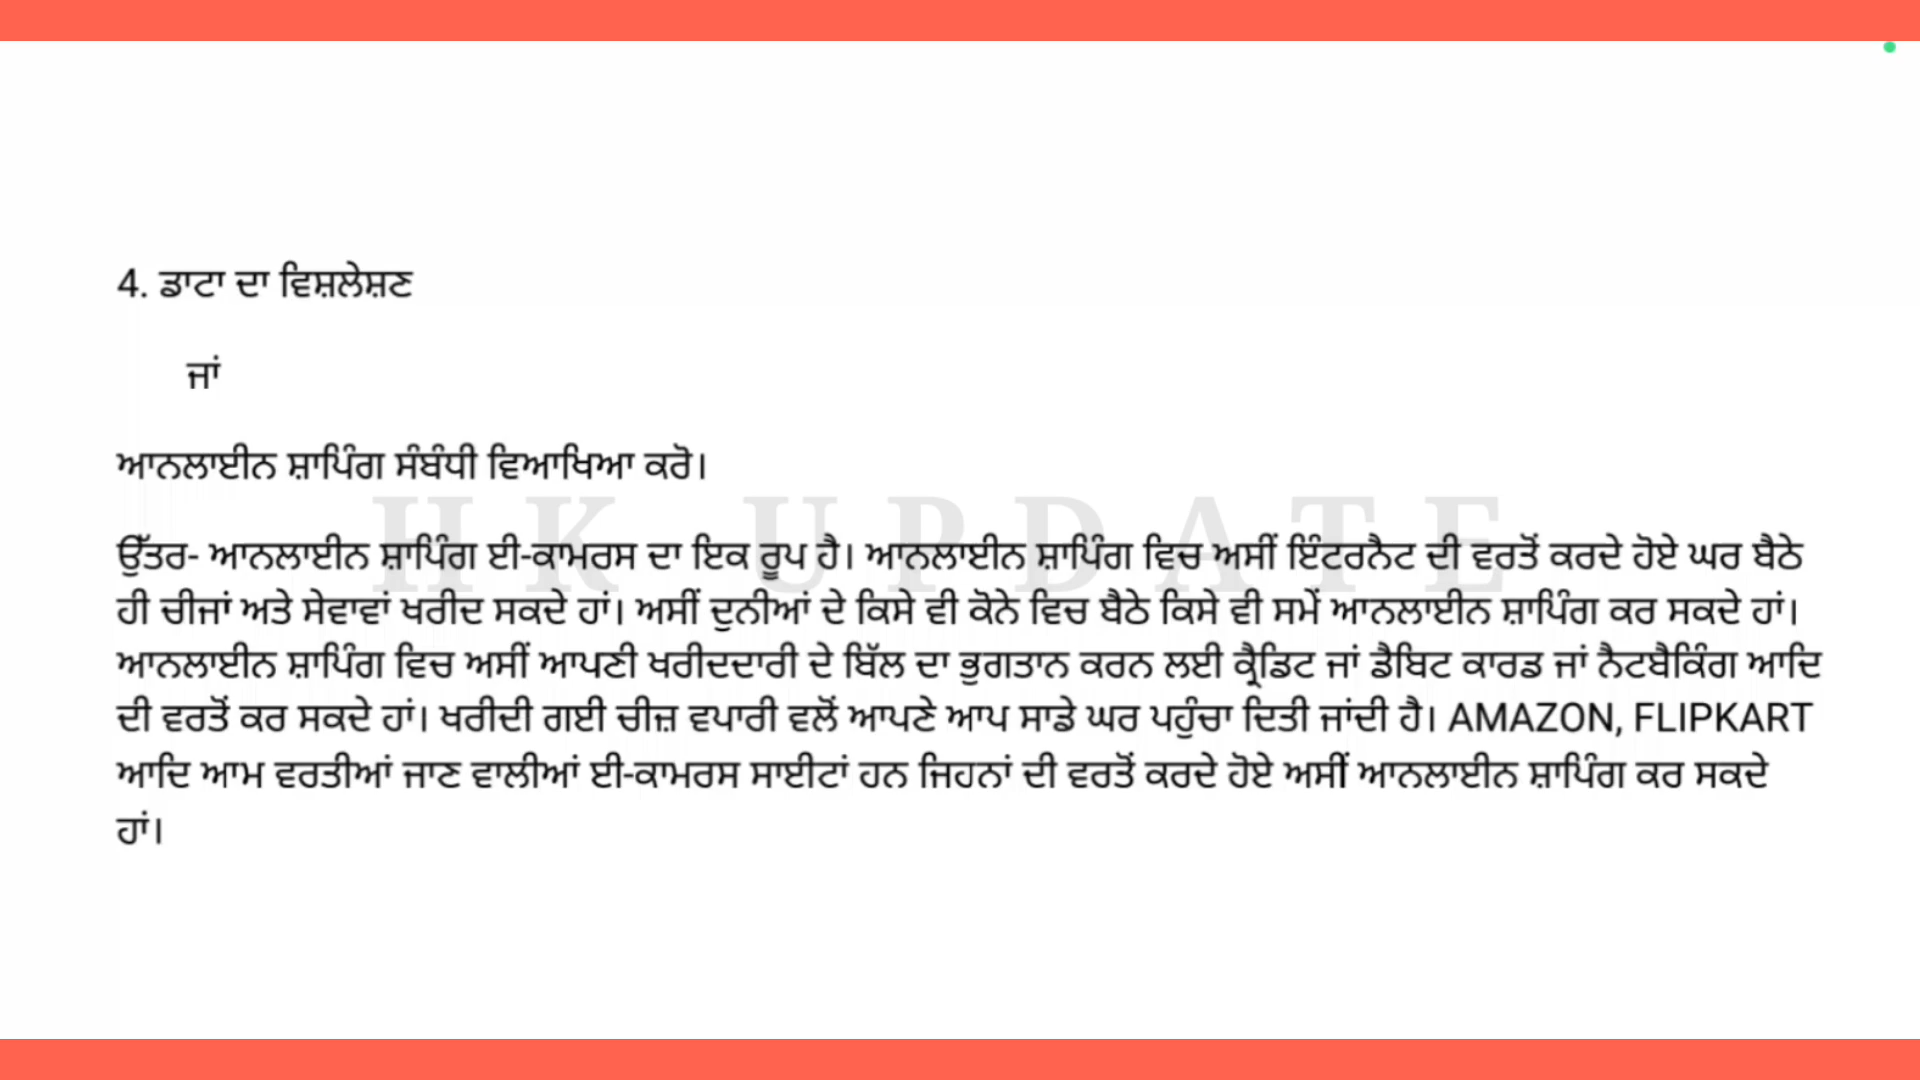 4. ਡਾਟਾ ਦਾ ਵਿਸ਼ਲੇਸ਼ਣ
ਜਾਂ
ਆਨਲਾਈਨ ਸ਼ਾਪਿੰਗ ਸੰਬੰਧੀ ਵਿਆਖਿਆ ਕਰੋ।
HK UPDATE
ਉੱਤਰ- ਆਨਲਾਈਨ ਸ਼ਾਪਿੰਗ ਈ-ਕਾਮਰਸ ਦਾ ਇਕ ਰੂਪ ਹੈ। ਆਨਲਾਈਨ ਸ਼ਾਪਿੰਗ ਵਿਚ ਅਸੀਂ ਇੰਟਰਨੈਟ ਦੀ ਵਰਤੋਂ ਕਰਦੇ ਹੋਏ ਘਰ ਬੈਠੇ
ਹੀ ਚੀਜਾਂ ਅਤੇ ਸੇਵਾਵਾਂ ਖਰੀਦ ਸਕਦੇ ਹਾਂ। ਅਸੀਂ ਦੁਨੀਆਂ ਦੇ ਕਿਸੇ ਵੀ ਕੋਨੇ ਵਿਚ ਬੈਠੇ ਕਿਸੇ ਵੀ ਸਮੇਂ ਆਨਲਾਈਨ ਸ਼ਾਪਿੰਗ ਕਰ ਸਕਦੇ ਹਾਂ।
ਆਨਲਾਈਨ ਸ਼ਾਪਿੰਗ ਵਿਚ ਅਸੀਂ ਆਪਣੀ ਖਰੀਦਦਾਰੀ ਦੇ ਬਿੱਲ ਦਾ ਭੁਗਤਾਨ ਕਰਨ ਲਈ ਕ੍ਰੈਡਿਟ ਜਾਂ ਡੈਬਿਟ ਕਾਰਡ ਜਾਂ ਨੈਟਬੈਕਿੰਗ ਆਦਿ
ਦੀ ਵਰਤੋਂ ਕਰ ਸਕਦੇ ਹਾਂ। ਖਰੀਦੀ ਗਈ ਚੀਜ਼ ਵਪਾਰੀ ਵਲੋਂ ਆਪਣੇ ਆਪ ਸਾਡੇ ਘਰ ਪਹੁੰਚਾ ਦਿਤੀ ਜਾਂਦੀ ਹੈ। AMAZON, FLIPKART
ਆਦਿ ਆਮ ਵਰਤੀਆਂ ਜਾਣ ਵਾਲੀਆਂ ਈ-ਕਾਮਰਸ ਸਾਈਟਾਂ ਹਨ ਜਿਹਨਾਂ ਦੀ ਵਰਤੋਂ ਕਰਦੇ ਹੋਏ ਅਸੀਂ ਆਨਲਾਈਨ ਸ਼ਾਪਿੰਗ ਕਰ ਸਕਦੇ
ਹਾਂ।